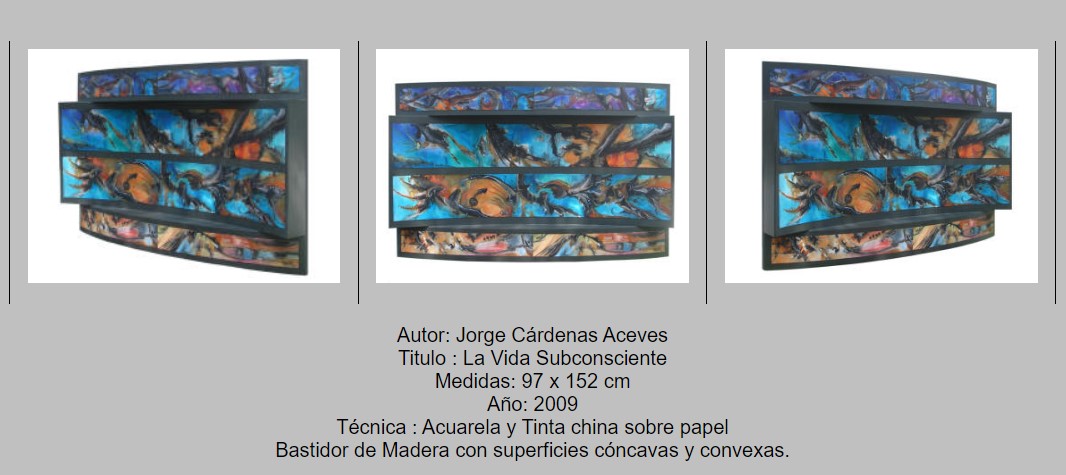 Autor: Jorge Cárdenas Aceves
Titulo : La Vida Subconsciente
Medidas: 97 x 152 cm
Año: 2009
Técnica : Acuarela y Tinta china sobre papel
Bastidor de Madera con superficies cóncavas y convexas.